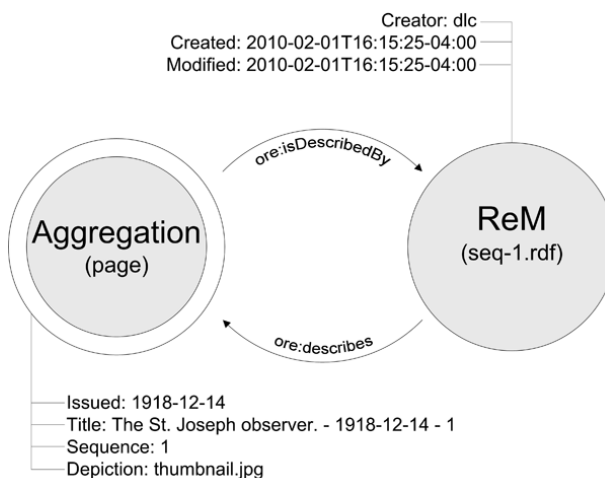 Creator: dlc
Created: 2010-02-01T16:15:25-04:00
Modified: 2010-02-01T16:15:25-04:00
ore:isDescribedBy
Aggregation
(page)
ReM
(seq-1.rdf)
ore:describes
Issued: 1918-12-14
Title: The St. Joseph observer. - 1918-12-14 - 1
Sequence: 1
Depiction: thumbnail.jpg